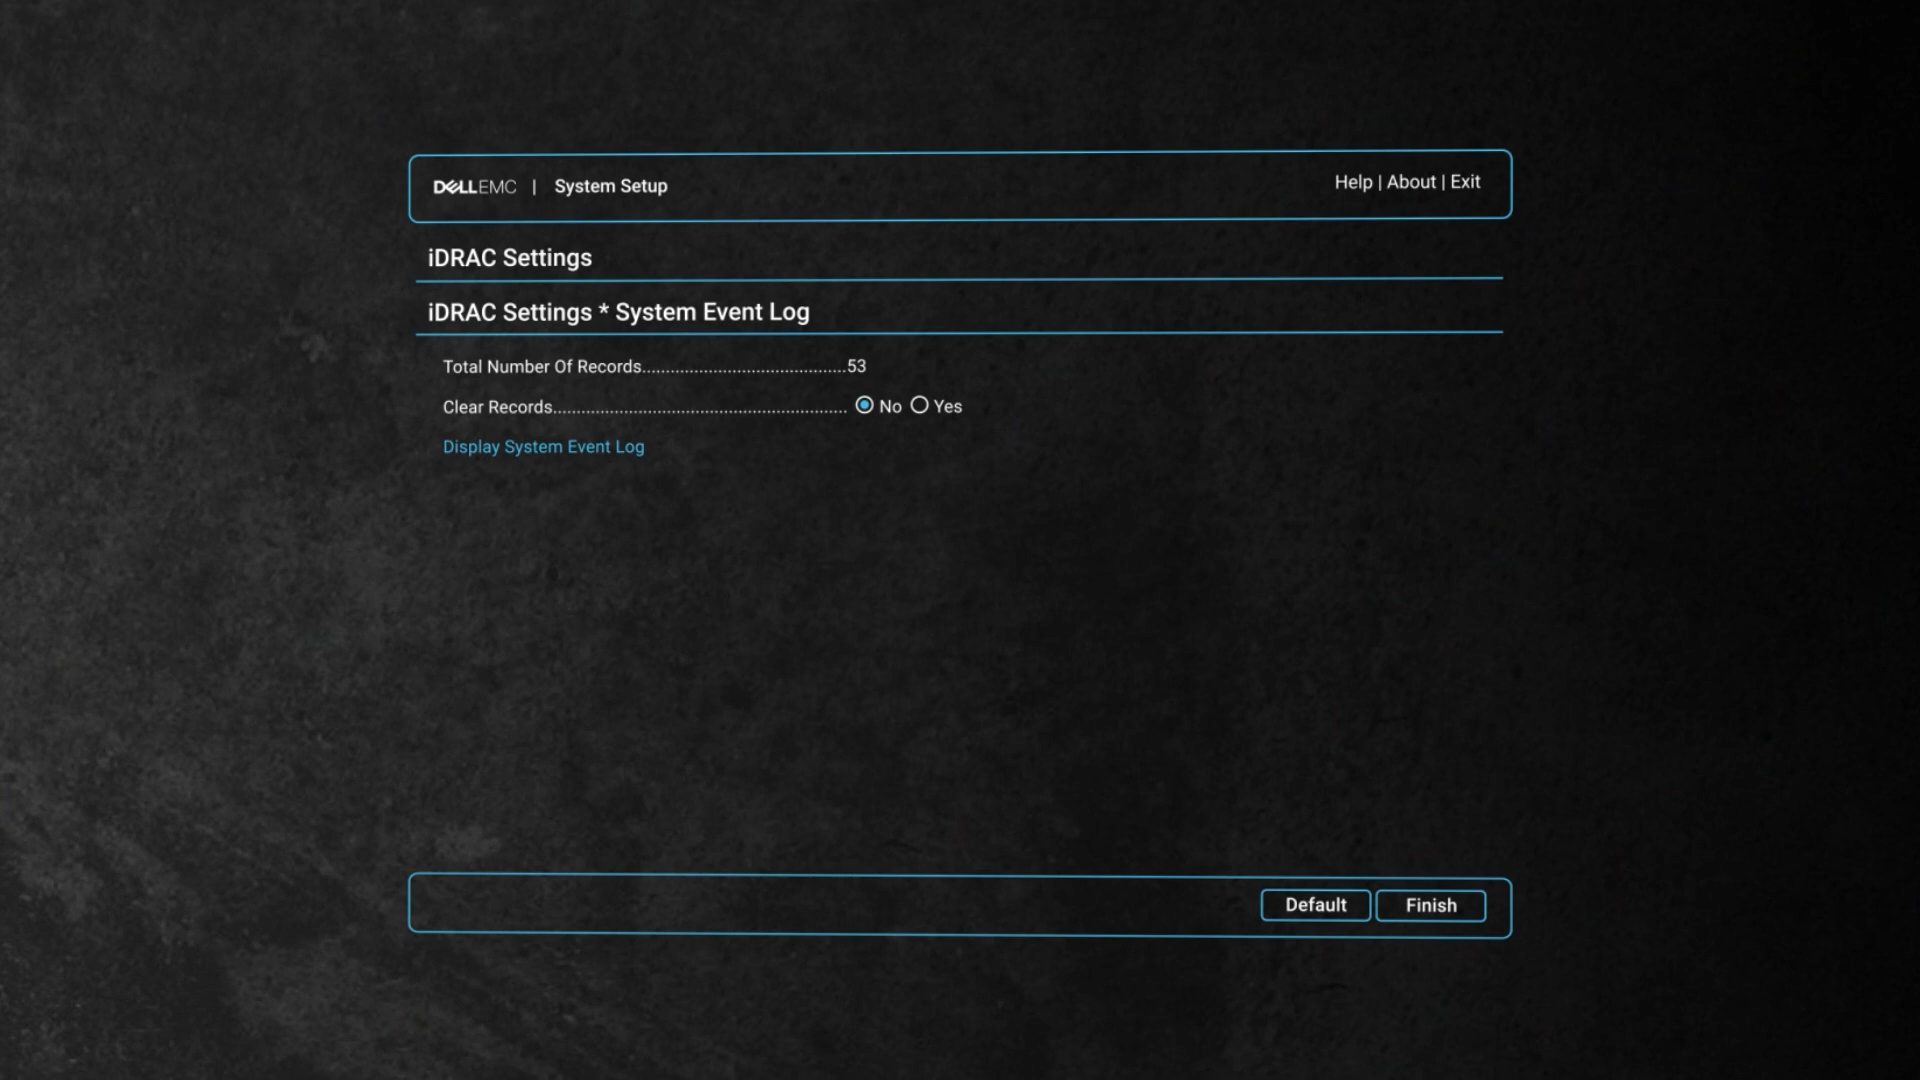 DELLEMC | System Setup
Help | About | Exit
iDRAC Settings
iDRAC Settings * System Event Log
Total Number Of Records...........................................53
Clear Records.............................................................. No Yes
Display System Event Log
Default Finish